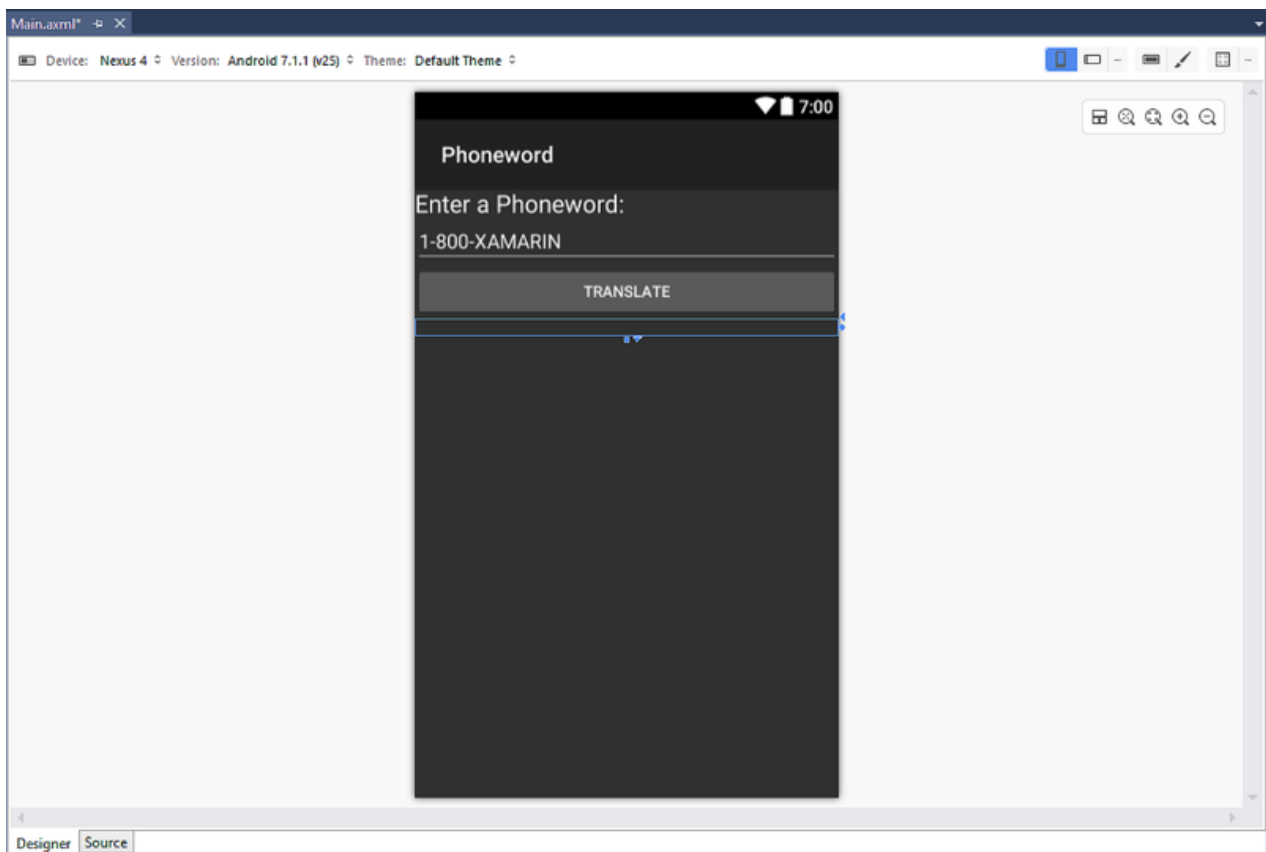 Main.axml*
Device: Nexus 4 Version: Android 7.1.1 (v25) Theme: Default Theme
7:00
Phoneword
Enter a Phoneword:
1-800-XAMARIN
TRANSLATE
Designer Source